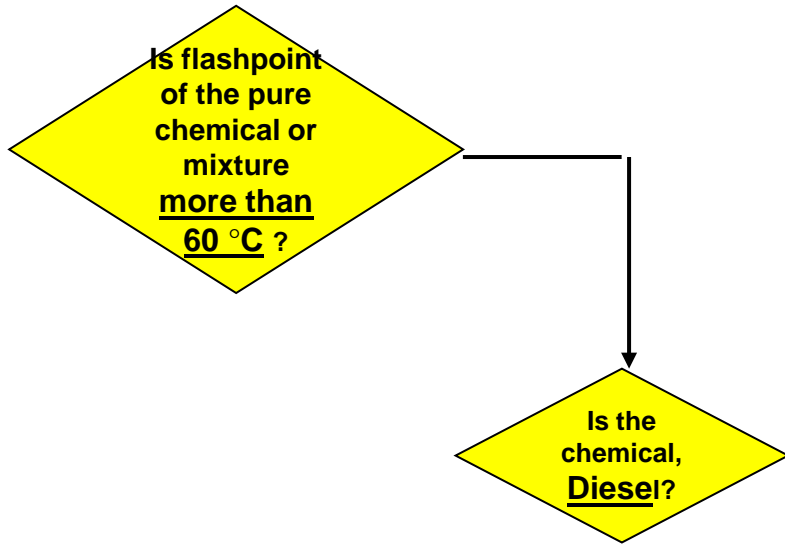 Is flashpoint
of the pure
chemical or
mixture
more than
60 °C ?
Is the
chemical,
Diesel?